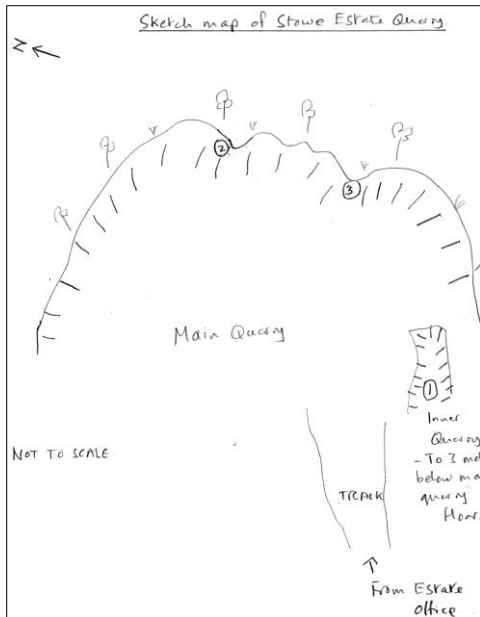 Sketch map of Stowe Estate Quarry
N
2
3
Main Quarry
1
Inner
Quarry
- To 3 met
below ma
quarry
floor.
NOT TO SCALE
TRACK
From Estate
Office